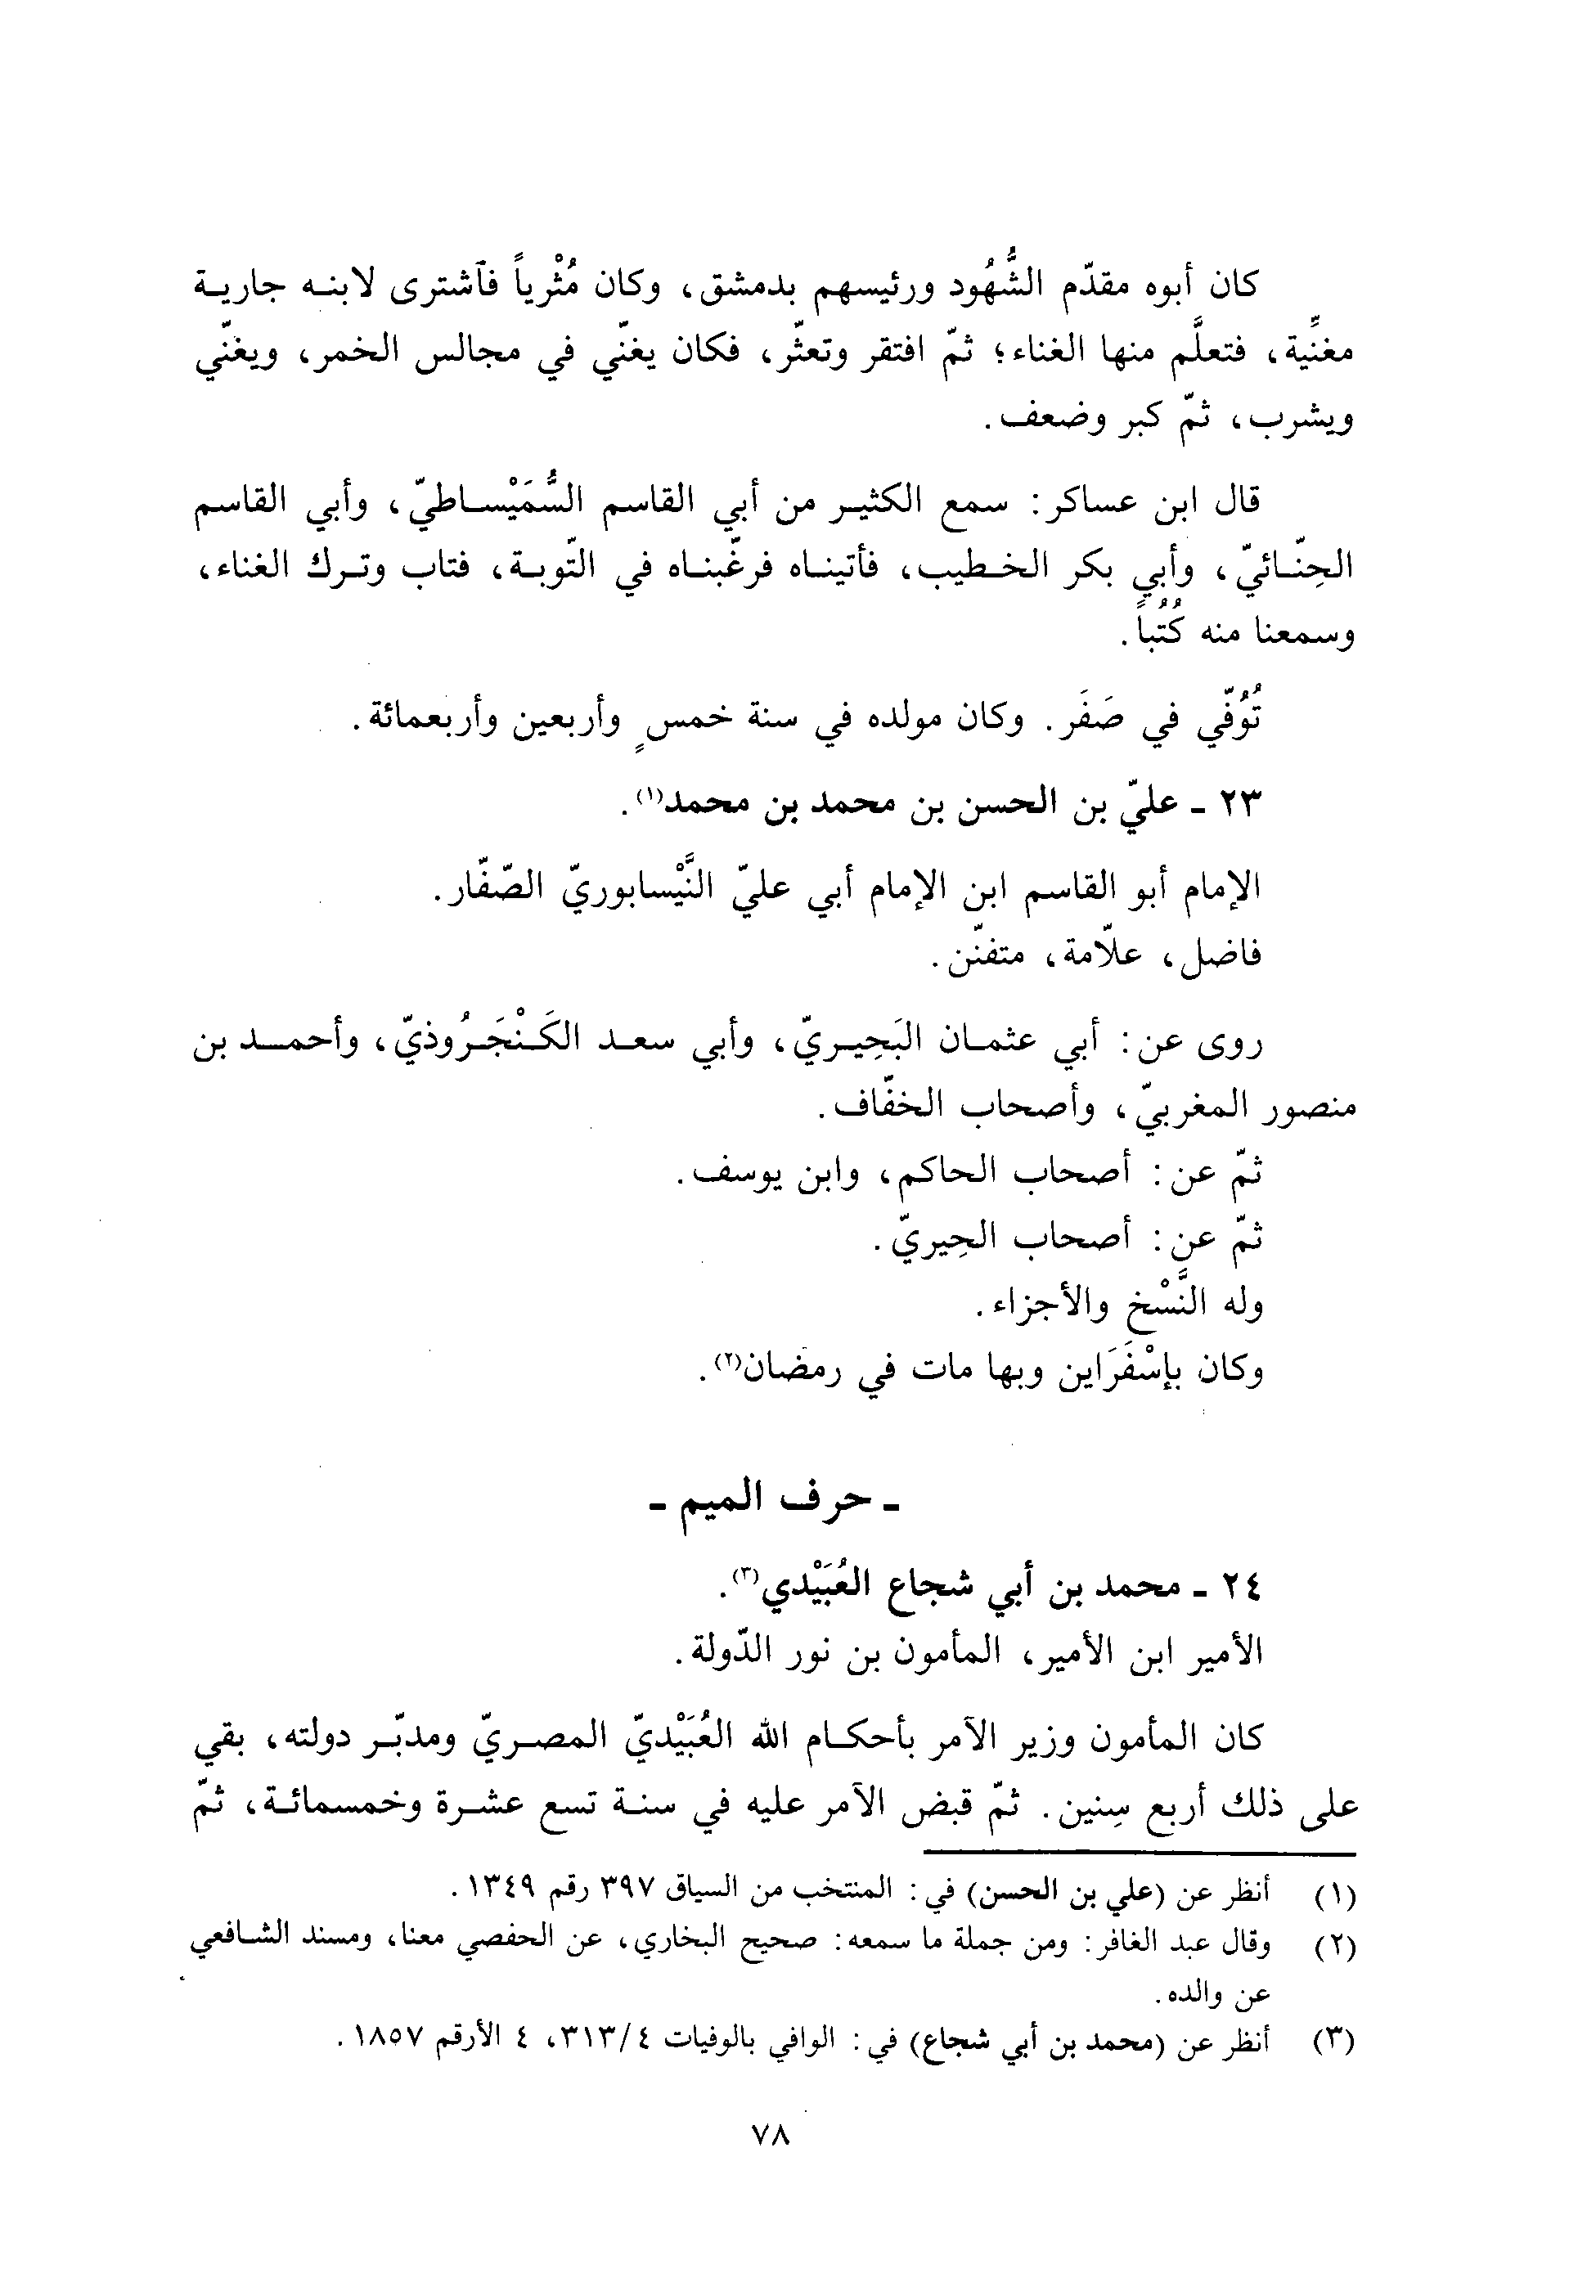 كان أبوه مقدّم الشُّهُود ورئيسهم بدمشق، وكان مُثْرياً فٱشترى لابنه جارية
مغنِّية، فتعلَّم منها الغناء؛ ثمّ افتقر وتعثّر، فكان يغنّي في مجالس الخمر، ويغنّي
ويشرب، ثمّ كبر وضعف.
قال ابن عساكر: سمع الكثير من أبي القاسم السُّمَيْساطيّ، وأبي القاسم
الحِنّائيّ، وأبي بكر الخطيب، فأتيناه فرغّبناه في التّوبة، فتاب وترك الغناء،
وسمعنا منه كُتُباً.
تُوُفّي في صَفَر. وكان مولده في سنة خمسٍ وأربعين وأربعمائة.
٢٣ - عليّ بن الحسن بن محمد بن محمد(١).
الإمام أبو القاسم ابن الإمام أبي عليّ النَّيْسابوريّ الصّفّار.
فاضل، علاّمة، متفنّن.
روى عن: أبي عثمان البَحِيريّ، وأبي سعد الكَنْجَرُوذيّ، وأحمد بن
منصور المغربيّ، وأصحاب الخفّاف.
ثمّ عن: أصحاب الحاكم، وابن يوسف.
ثمّ عن: أصحاب الحِيريّ.
وله النَّسْخ والأجزاء.
وكان بإسْفَرَاين وبها مات في رمضان(٢).
- حرف الميم -
٢٤ - محمد بن أبي شجاع العُبَيْدي(٣).
الأمير ابن الأمير، المأمون بن نور الدّولة.
كان المأمون وزير الآمر بأحكام الله العُبَيْديّ المصريّ ومدبّر دولته، بقي
على ذلك أربع سِنين. ثمّ قبض الآمر عليه في سنة تسع عشرة وخمسمائة، ثمّ
(١) أنظر عن (علي بن الحسن) في: المنتخب من السياق ٣٩٧ رقم ١٣٤٩.
(٢) وقال عبد الغافر: ومن جملة ما سمعه: صحيح البخاري، عن الحفصي معنا، ومسند الشافعي
عن والده.
(٣) أنظر عن (محمد بن أبي شجاع) في: الوافي بالوفيات ٣١٣/٤، ٤ الأرقم ١٨٥٧.
٧٨